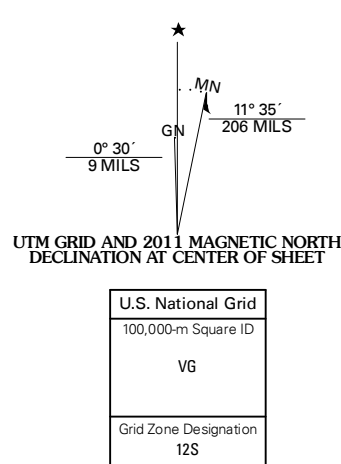 ★
MN
GN
11° 35´
206 MILS
0° 30´
9 MILS
UTM GRID AND 2011 MAGNETIC NORTH
DECLINATION AT CENTER OF SHEET
U.S. National Grid
100,000-m Square ID
VG
Grid Zone Designation
12S